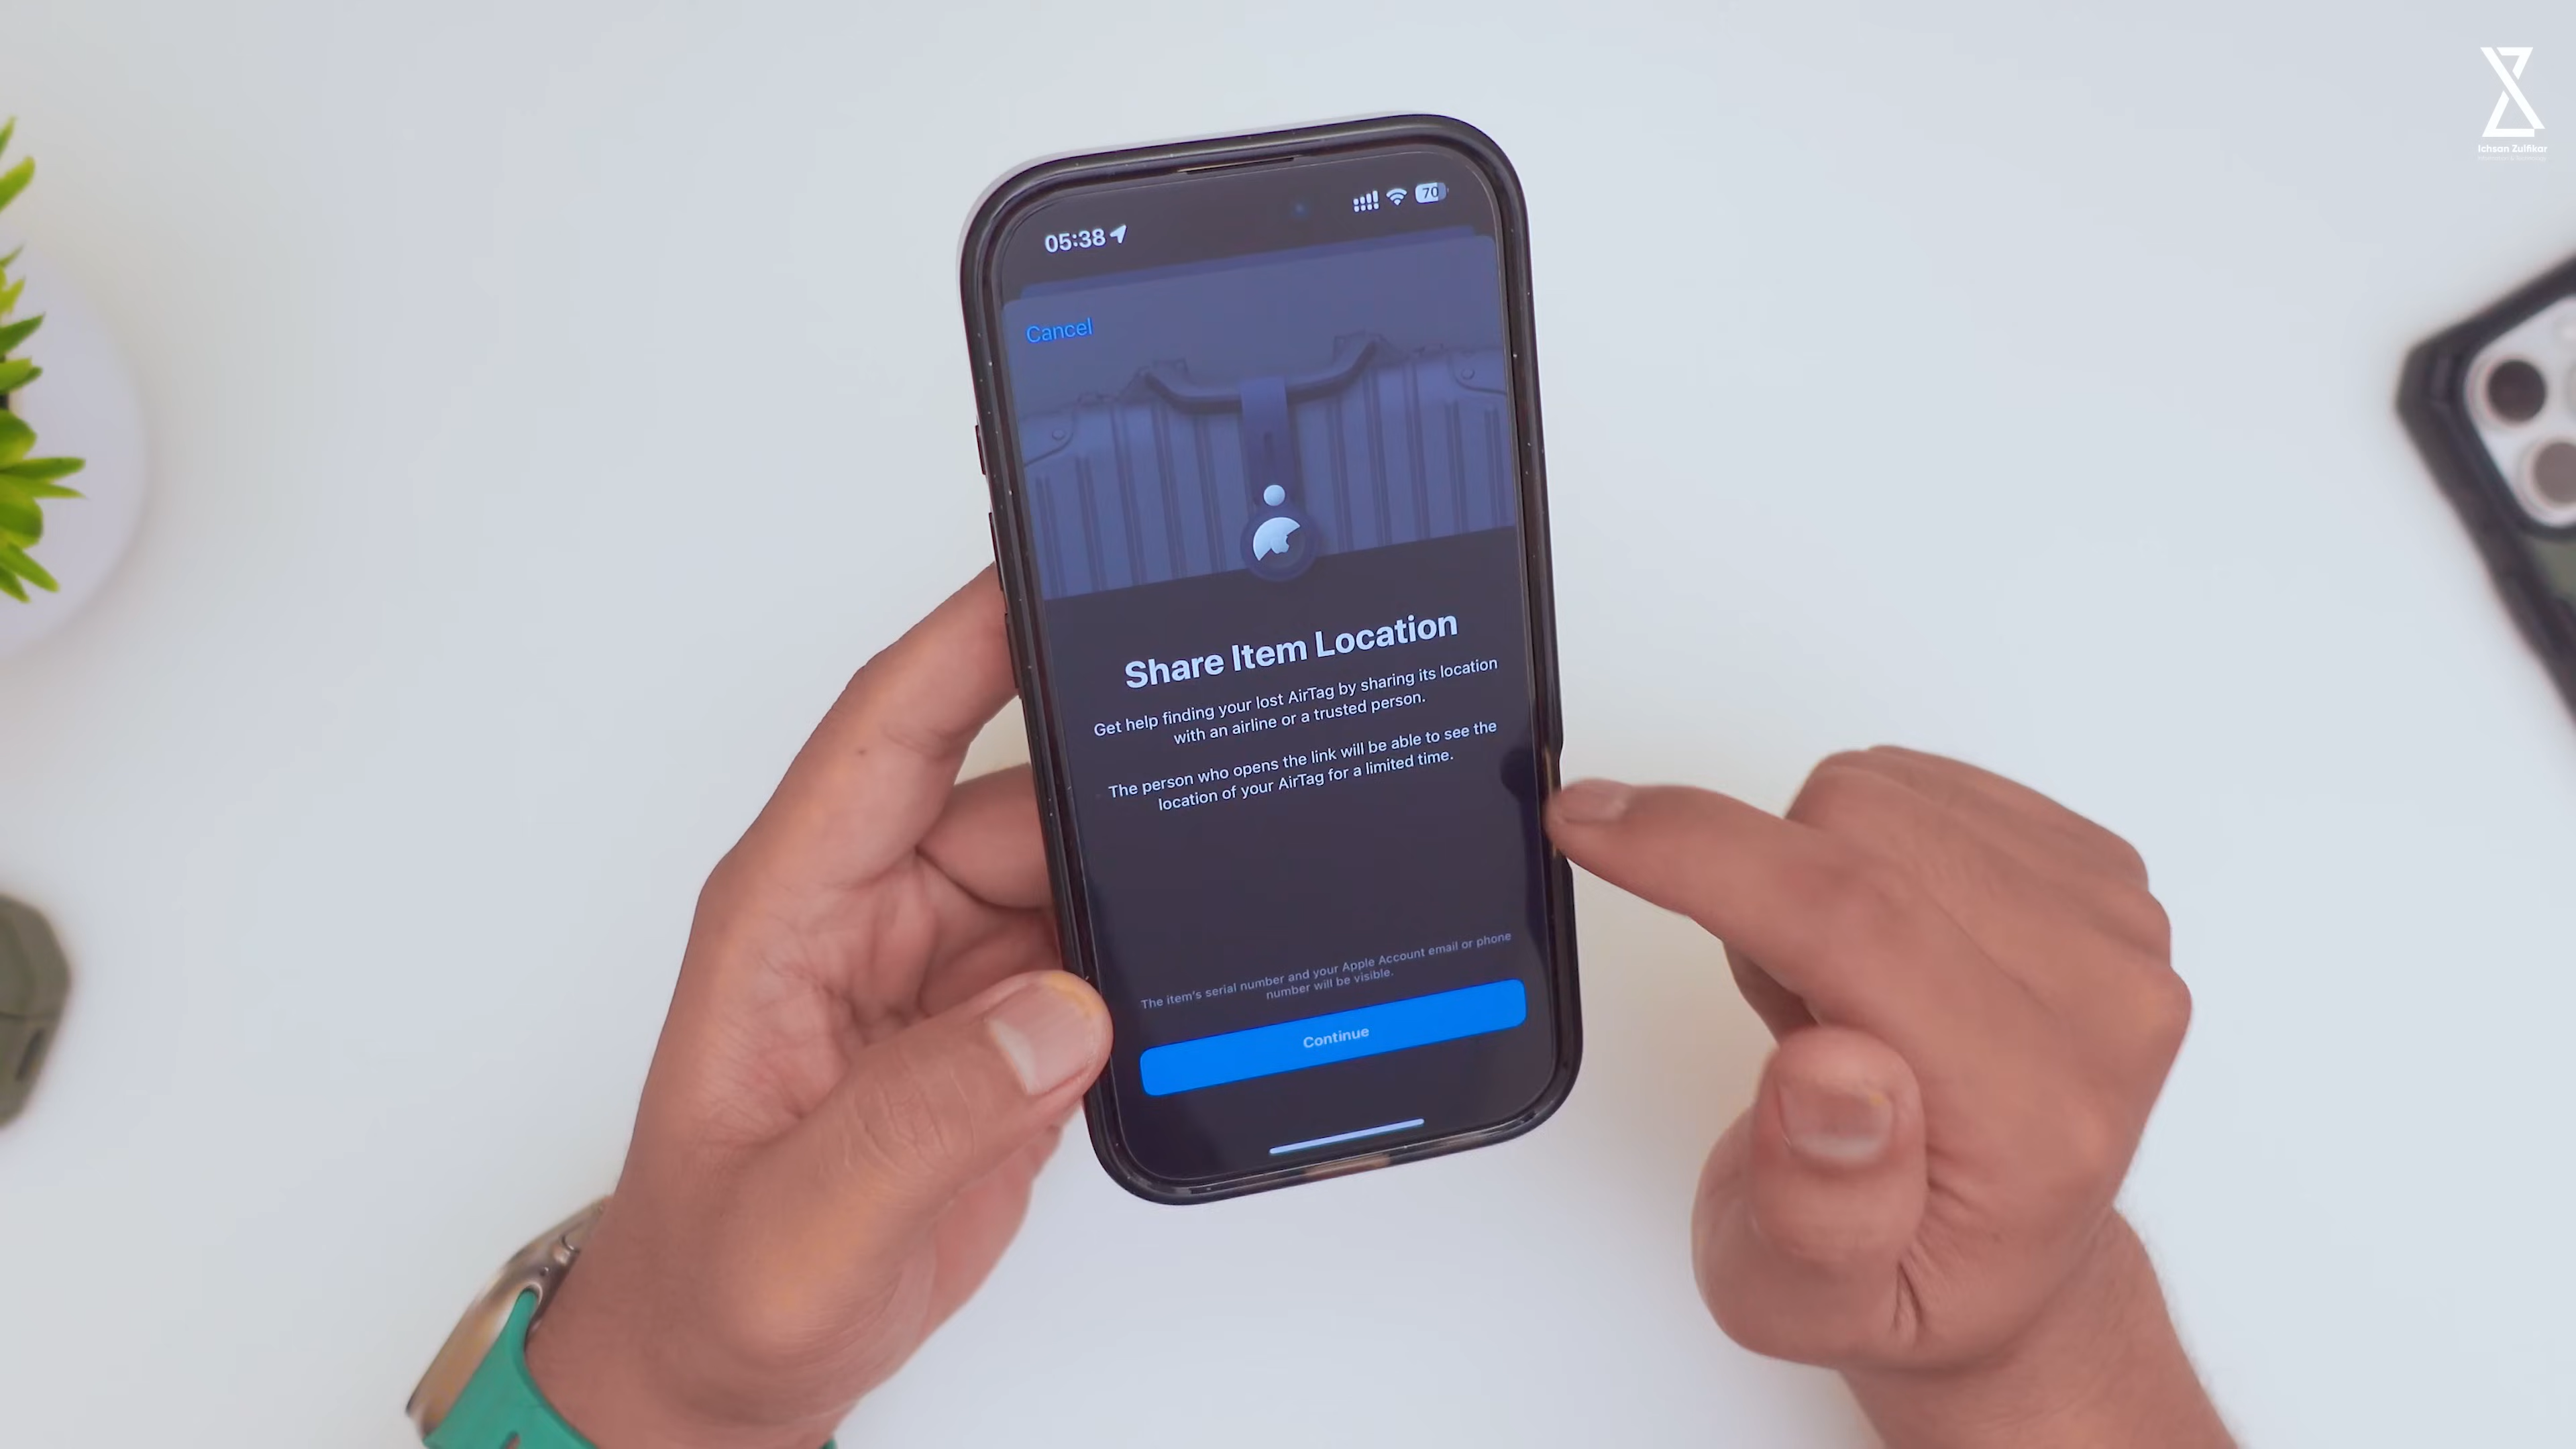 Ichsan Zulfikar
05:38
70
Cancel
Share Item Location
Get help finding your lost AirTag by sharing its location
with an airline or a trusted person.
The person who opens the link will be able to see the
location of your AirTag for a limited time.
The item's serial number and your Apple Account email or phone
number will be visible.
Continue